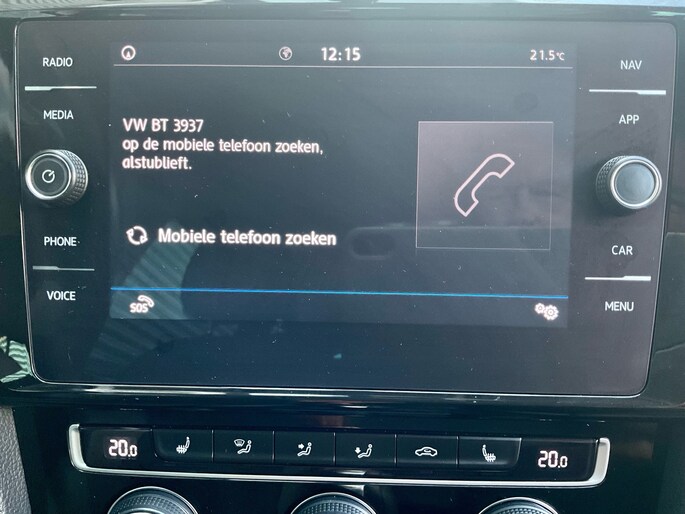 RADIO
MEDIA
PHONE
VOICE
12:15
21.5°C
VW BT 3937
op de mobiele telefoon zoeken,
alstublieft.
Mobiele telefoon zoeken
SOS
NAV
APP
CAR
MENU
20.0
20.0